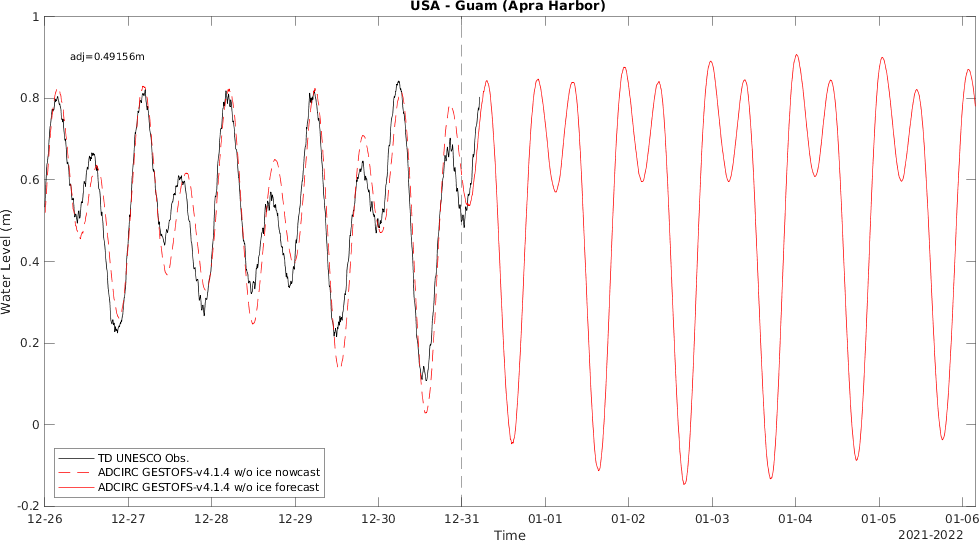 USA - Guam (Apra Harbor)
adj=0.49156m
1
0.8
0.6
0.4
0.2
0
-0.2
Water Level (m)
TD UNESCO Obs.
ADCIRC GESTOFS-v4.1.4 w/o ice nowcast
ADCIRC GESTOFS-v4.1.4 w/o ice forecast
12-26 12-27 12-28 12-29 12-30 12-31 01-01 01-02 01-03 01-04 01-05 01-06
Time
2021-2022